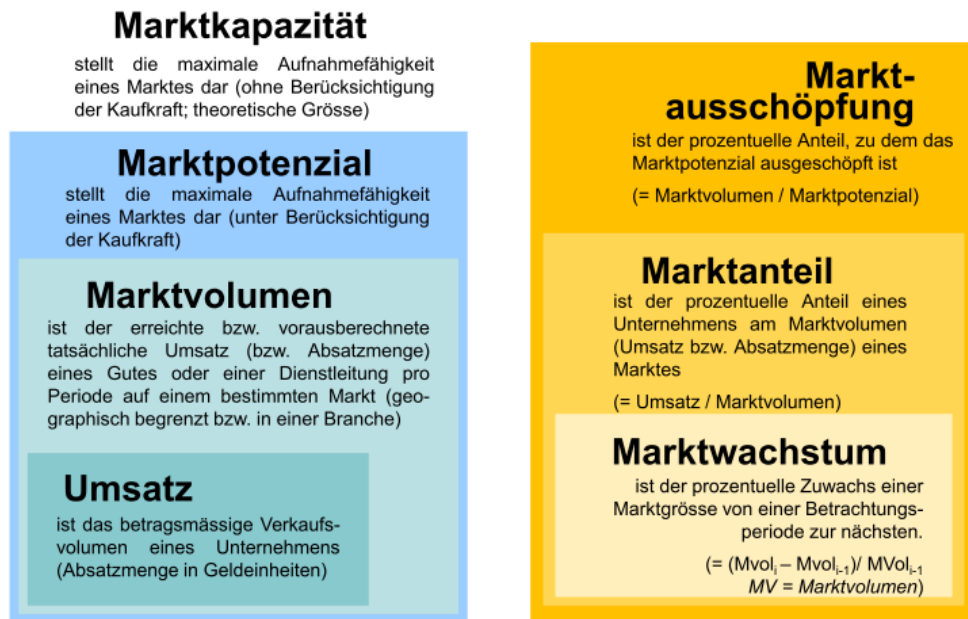 Marktkapazität
stellt die maximale Aufnahmefähigkeit
eines Marktes dar (ohne Berücksichtigung
der Kaufkraft; theoretische Grösse)
Marktpotenzial
stellt die maximale Aufnahmefähigkeit
eines Marktes dar (unter Berücksichtigung
der Kaufkraft)
Marktvolumen
ist der erreichte bzw. vorausberechnete
tatsächliche Umsatz (bzw. Absatzmenge)
eines Gutes oder einer Dienstleitung pro
Periode auf einem bestimmten Markt (geo-
graphisch begrenzt bzw. in einer Branche)
Umsatz
ist das betragsmässige Verkaufs-
volumen eines Unternehmens
(Absatzmenge in Geldeinheiten)
Markt-
ausschöpfung
ist der prozentuelle Anteil, zu dem das
Marktpotenzial ausgeschöpft ist
(= Marktvolumen / Marktpotenzial)
Marktanteil
ist der prozentuelle Anteil eines
Unternehmens am Marktvolumen
(Umsatz bzw. Absatzmenge) eines
Marktes
(= Umsatz / Marktvolumen)
Marktwachstum
ist der prozentuelle Zuwachs einer
Marktgrösse von einer Betrachtungs-
periode zur nächsten.
(= (Mvolᵢ – Mvolᵢ₋₁)/ MVolᵢ₋₁
MV = Marktvolumen)